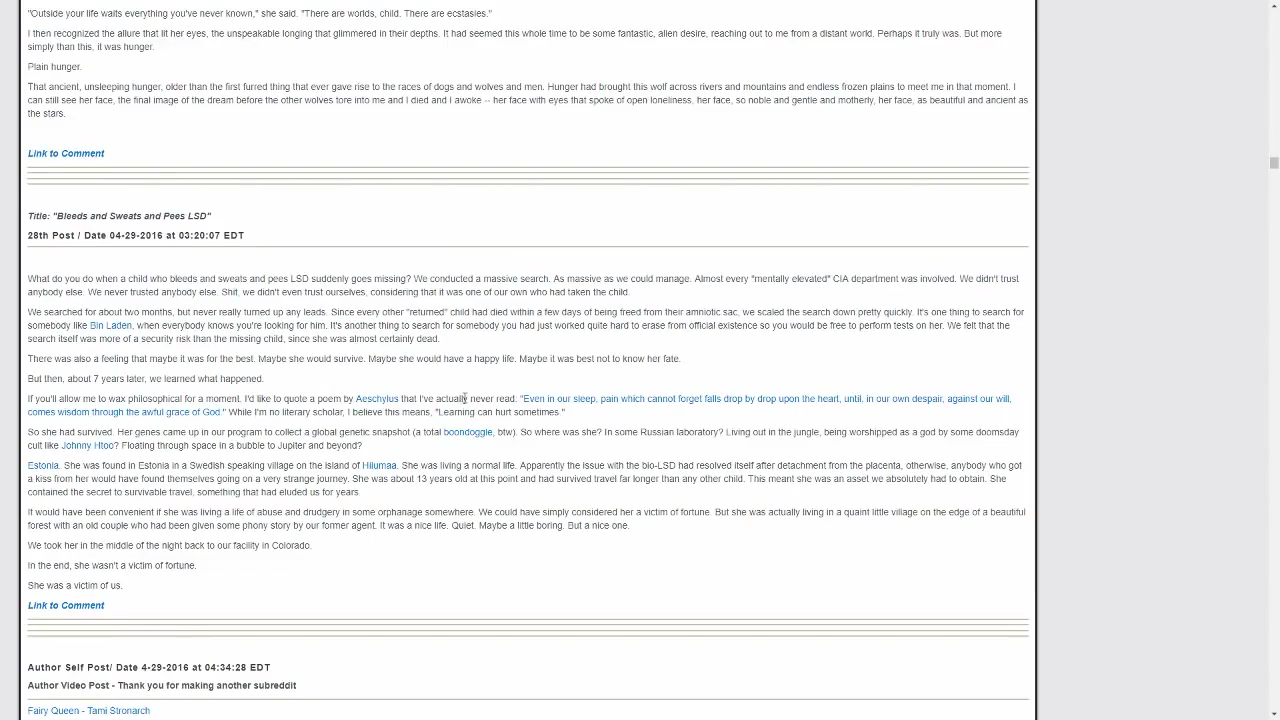 "Outside your life waits everything you've never known," she said. "There are worlds, child. There are ecstasies."
I then recognized the allure that lit her eyes, the unspeakable longing that glimmered in their depths. It had seemed this whole time to be some fantastic, alien desire, reaching out to me from a distant world. Perhaps it truly was. But more
simply than this, it was hunger.
Plain hunger.
That ancient, unsleeping hunger, older than the first furred thing that ever gave rise to the races of dogs and wolves and men. Hunger had brought this wolf across rivers and mountains and endless frozen plains to meet me in that moment. I
can still see her face, the final image of the dream before the other wolves tore into me and I died and I awoke -- her face with eyes that spoke of open loneliness, her face, so noble and gentle and motherly, her face, as beautiful and ancient as
the stars.
Link to Comment
Title: "Bleeds and Sweats and Pees LSD"
28th Post / Date 04-29-2016 at 03:20:07 EDT
What do you do when a child who bleeds and sweats and pees LSD suddenly goes missing? We conducted a massive search. As massive as we could manage. Almost every "mentally elevated" CIA department was involved. We didn't trust
anybody else. We never trusted anybody else. Shit, we didn't even trust ourselves, considering that it was one of our own who had taken the child.
We searched for about two months, but never really turned up any leads. Since every other "returned" child had died within a few days of being freed from their amniotic sac, we scaled the search down pretty quickly. It's one thing to search for
somebody like Bin Laden, when everybody knows you're looking for him. It's another thing to search for somebody you had just worked quite hard to erase from official existence so you would be free to perform tests on her. We felt that the
search itself was more of a security risk than the missing child, since she was almost certainly dead.
There was also a feeling that maybe it was for the best. Maybe she would survive. Maybe she would have a happy life. Maybe it was best not to know her fate.
But then, about 7 years later, we learned what happened.
If you'll allow me to wax philosophical for a moment, I'd like to quote a poem by Aeschylus that I've actually never read: "Even in our sleep, pain which cannot forget falls drop by drop upon the heart, until, in our own despair, against our will,
comes wisdom through the awful grace of God." While I'm no literary scholar, I believe this means, "Learning can hurt sometimes."
So she had survived. Her genes came up in our program to collect a global genetic snapshot (a total boondoggle, btw). So where was she? In some Russian laboratory? Living out in the jungle, being worshipped as a god by some doomsday
cult like Johnny Htoo? Floating through space in a bubble to Jupiter and beyond?
Estonia. She was found in Estonia in a Swedish speaking village on the island of Hiiumaa. She was living a normal life. Apparently the issue with the bio-LSD had resolved itself after detachment from the placenta, otherwise, anybody who got
a kiss from her would have found themselves going on a very strange journey. She was about 13 years old at this point and had survived travel far longer than any other child. This meant she was an asset we absolutely had to obtain. She
contained the secret to survivable travel, something that had eluded us for years.
It would have been convenient if she was living a life of abuse and drudgery in some orphanage somewhere. We could have simply considered her a victim of fortune. But she was actually living in a quaint little village on the edge of a beautiful
forest with an old couple who had been given some phony story by our former agent. It was a nice life. Quiet. Maybe a little boring. But a nice one.
We took her in the middle of the night back to our facility in Colorado.
In the end, she wasn't a victim of fortune.
She was a victim of us.
Link to Comment
Author Self Post/ Date 4-29-2016 at 04:34:28 EDT
Author Video Post - Thank you for making another subreddit
Fairy Queen - Tami Stronarch